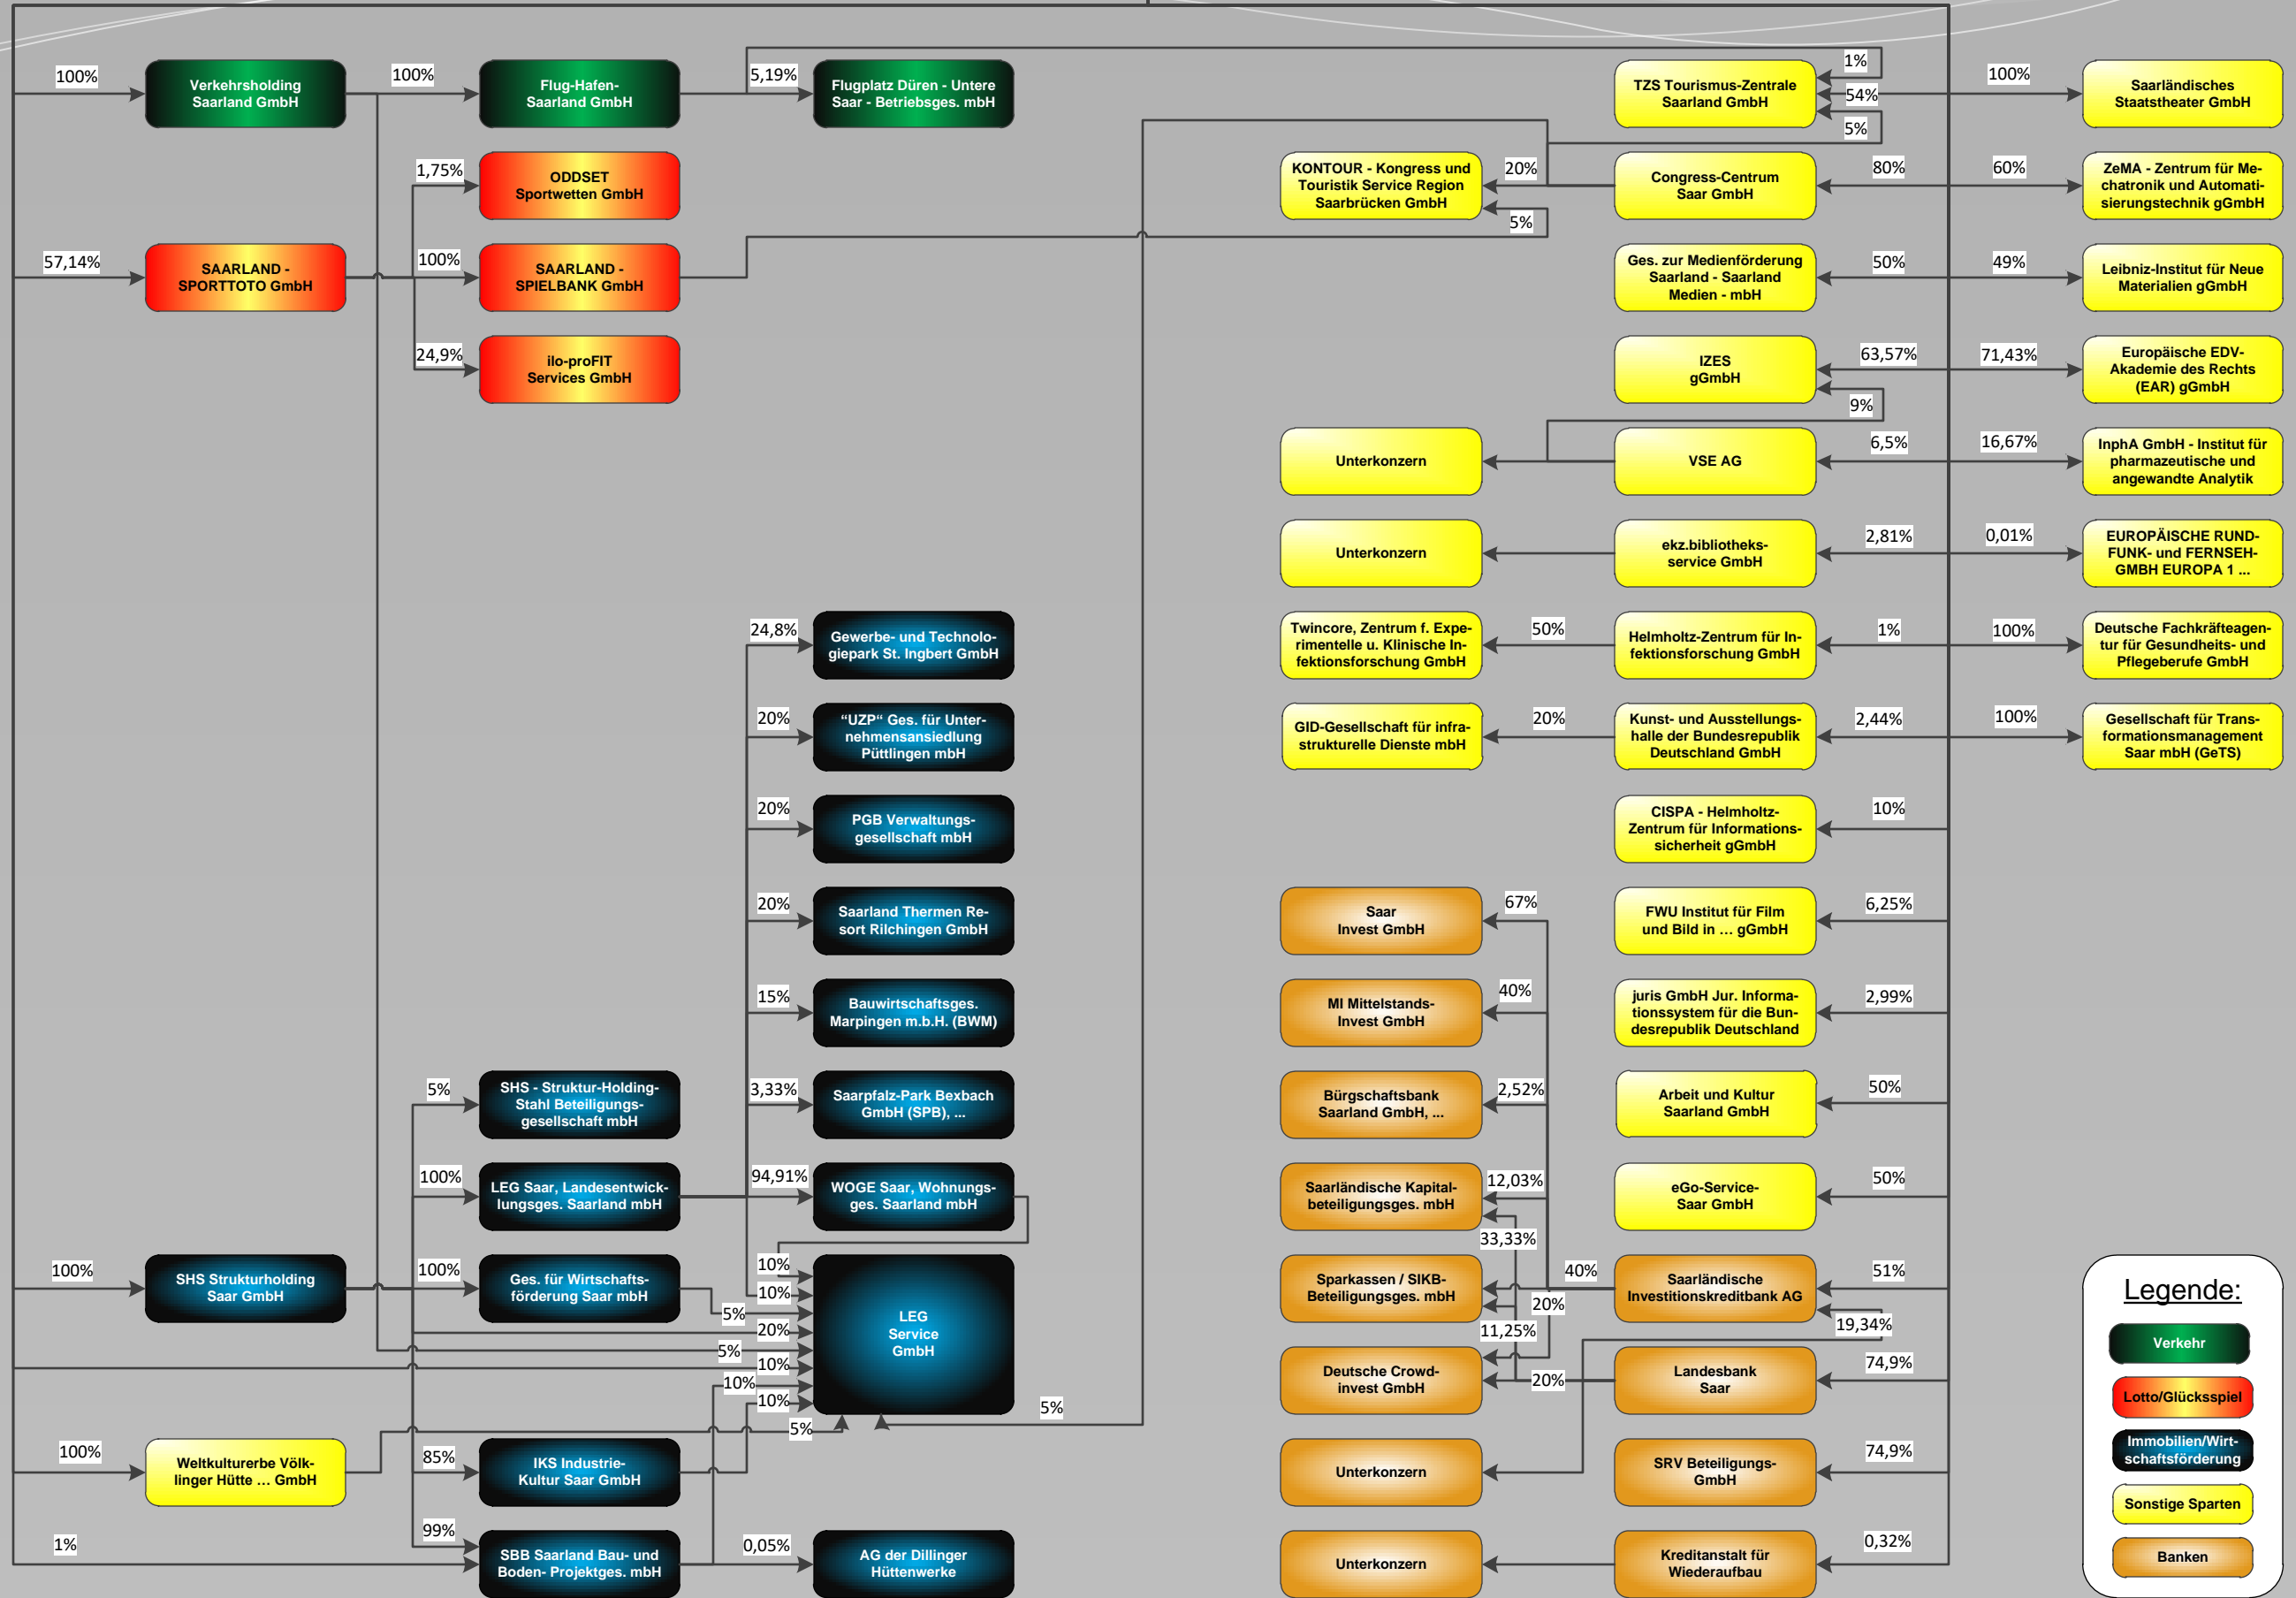 100%
Verkehrsholding
Saarland GmbH
100%
Flug-Hafen-
Saarland GmbH
5,19%
Flugplatz Düren - Untere
Saar - Betriebsges. mbH
TZS Tourismus-Zentrale
Saarland GmbH
1%
54%
5%
100%
Saarländisches
Staatstheater GmbH
1,75%
ODDSET
Sportwetten GmbH
KONTOUR - Kongress und
Touristik Service Region
Saarbrücken GmbH
20%
5%
Congress-Centrum
Saar GmbH
80%
60%
ZeMA - Zentrum für Me-
chatronik und Automati-
sierungstechnik gGmbH
57,14%
SAARLAND -
SPORTTOTO GmbH
100%
SAARLAND -
SPIELBANK GmbH
Ges. zur Medienförderung
Saarland - Saarland
Medien - mbH
50%
49%
Leibniz-Institut für Neue
Materialien gGmbH
24,9%
ilo-proFIT
Services GmbH
IZES
gGmbH
63,57%
9%
71,43%
Europäische EDV-
Akademie des Rechts
(EAR) gGmbH
Unterkonzern
VSE AG
6,5%
16,67%
InphA GmbH - Institut für
pharmazeutische und
angewandte Analytik
Unterkonzern
ekz.bibliotheks-
service GmbH
2,81%
0,01%
EUROPÄISCHE RUND-
FUNK- und FERNSEH-
GMBH EUROPA 1 ...
24,8%
Gewerbe- und Technolo-
giepark St. Ingbert GmbH
Twincore, Zentrum f. Expe-
rimentelle u. Klinische In-
fektionsforschung GmbH
50%
Helmholtz-Zentrum für In-
fektionsforschung GmbH
1%
100%
Deutsche Fachkräfteagen-
tur für Gesundheits- und
Pflegeberufe GmbH
20%
“UZP“ Ges. für Unter-
nehmensansiedlung
Püttlingen mbH
GID-Gesellschaft für infra-
strukturelle Dienste mbH
20%
Kunst- und Ausstellungs-
halle der Bundesrepublik
Deutschland GmbH
2,44%
100%
Gesellschaft für Trans-
formationsmanagement
Saar mbH (GeTS)
20%
PGB Verwaltungs-
gesellschaft mbH
CISPA - Helmholtz-
Zentrum für Informations-
sicherheit gGmbH
10%
20%
Saarland Thermen Re-
sort Rilchingen GmbH
Saar
Invest GmbH
67%
FWU Institut für Film
und Bild in ... gGmbH
6,25%
15%
Bauwirtschaftsges.
Marpingen m.b.H. (BWM)
MI Mittelstands-
Invest GmbH
40%
juris GmbH Jur. Informa-
tionssystem für die Bun-
desrepublik Deutschland
2,99%
5%
SHS - Struktur-Holding-
Stahl Beteiligungs-
gesellschaft mbH
3,33%
Saarpfalz-Park Bexbach
GmbH (SPB), ...
Bürgschaftsbank
Saarland GmbH, ...
2,52%
Arbeit und Kultur
Saarland GmbH
50%
100%
LEG Saar, Landesentwick-
lungsges. Saarland mbH
94,91%
WOGE Saar, Wohnungs-
ges. Saarland mbH
Saarländische Kapital-
beteiligungsges. mbH
12,03%
33,33%
eGo-Service-
Saar GmbH
50%
100%
SHS Strukturholding
Saar GmbH
100%
Ges. für Wirtschafts-
förderung Saar mbH
10%
10%
5%
20%
5%
10%
10%
10%
5%
LEG
Service
GmbH
5%
Sparkassen / SIKB-
Beteiligungsges. mbH
40%
20%
11,25%
Saarländische
Investitionskreditbank AG
51%
19,34%
Deutsche Crowd-
invest GmbH
20%
Landesbank
Saar
74,9%
100%
Weltkulturerbe Völk-
linger Hütte ... GmbH
85%
IKS Industrie-
Kultur Saar GmbH
Unterkonzern
SRV Beteiligungs-
GmbH
74,9%
1%
99%
SBB Saarland Bau- und
Boden- Projektges. mbH
0,05%
AG der Dillinger
Hüttenwerke
Unterkonzern
Kreditanstalt für
Wiederaufbau
0,32%
Legende:
Verkehr
Lotto/Glücksspiel
Immobilien/Wirt-
schaftsförderung
Sonstige Sparten
Banken